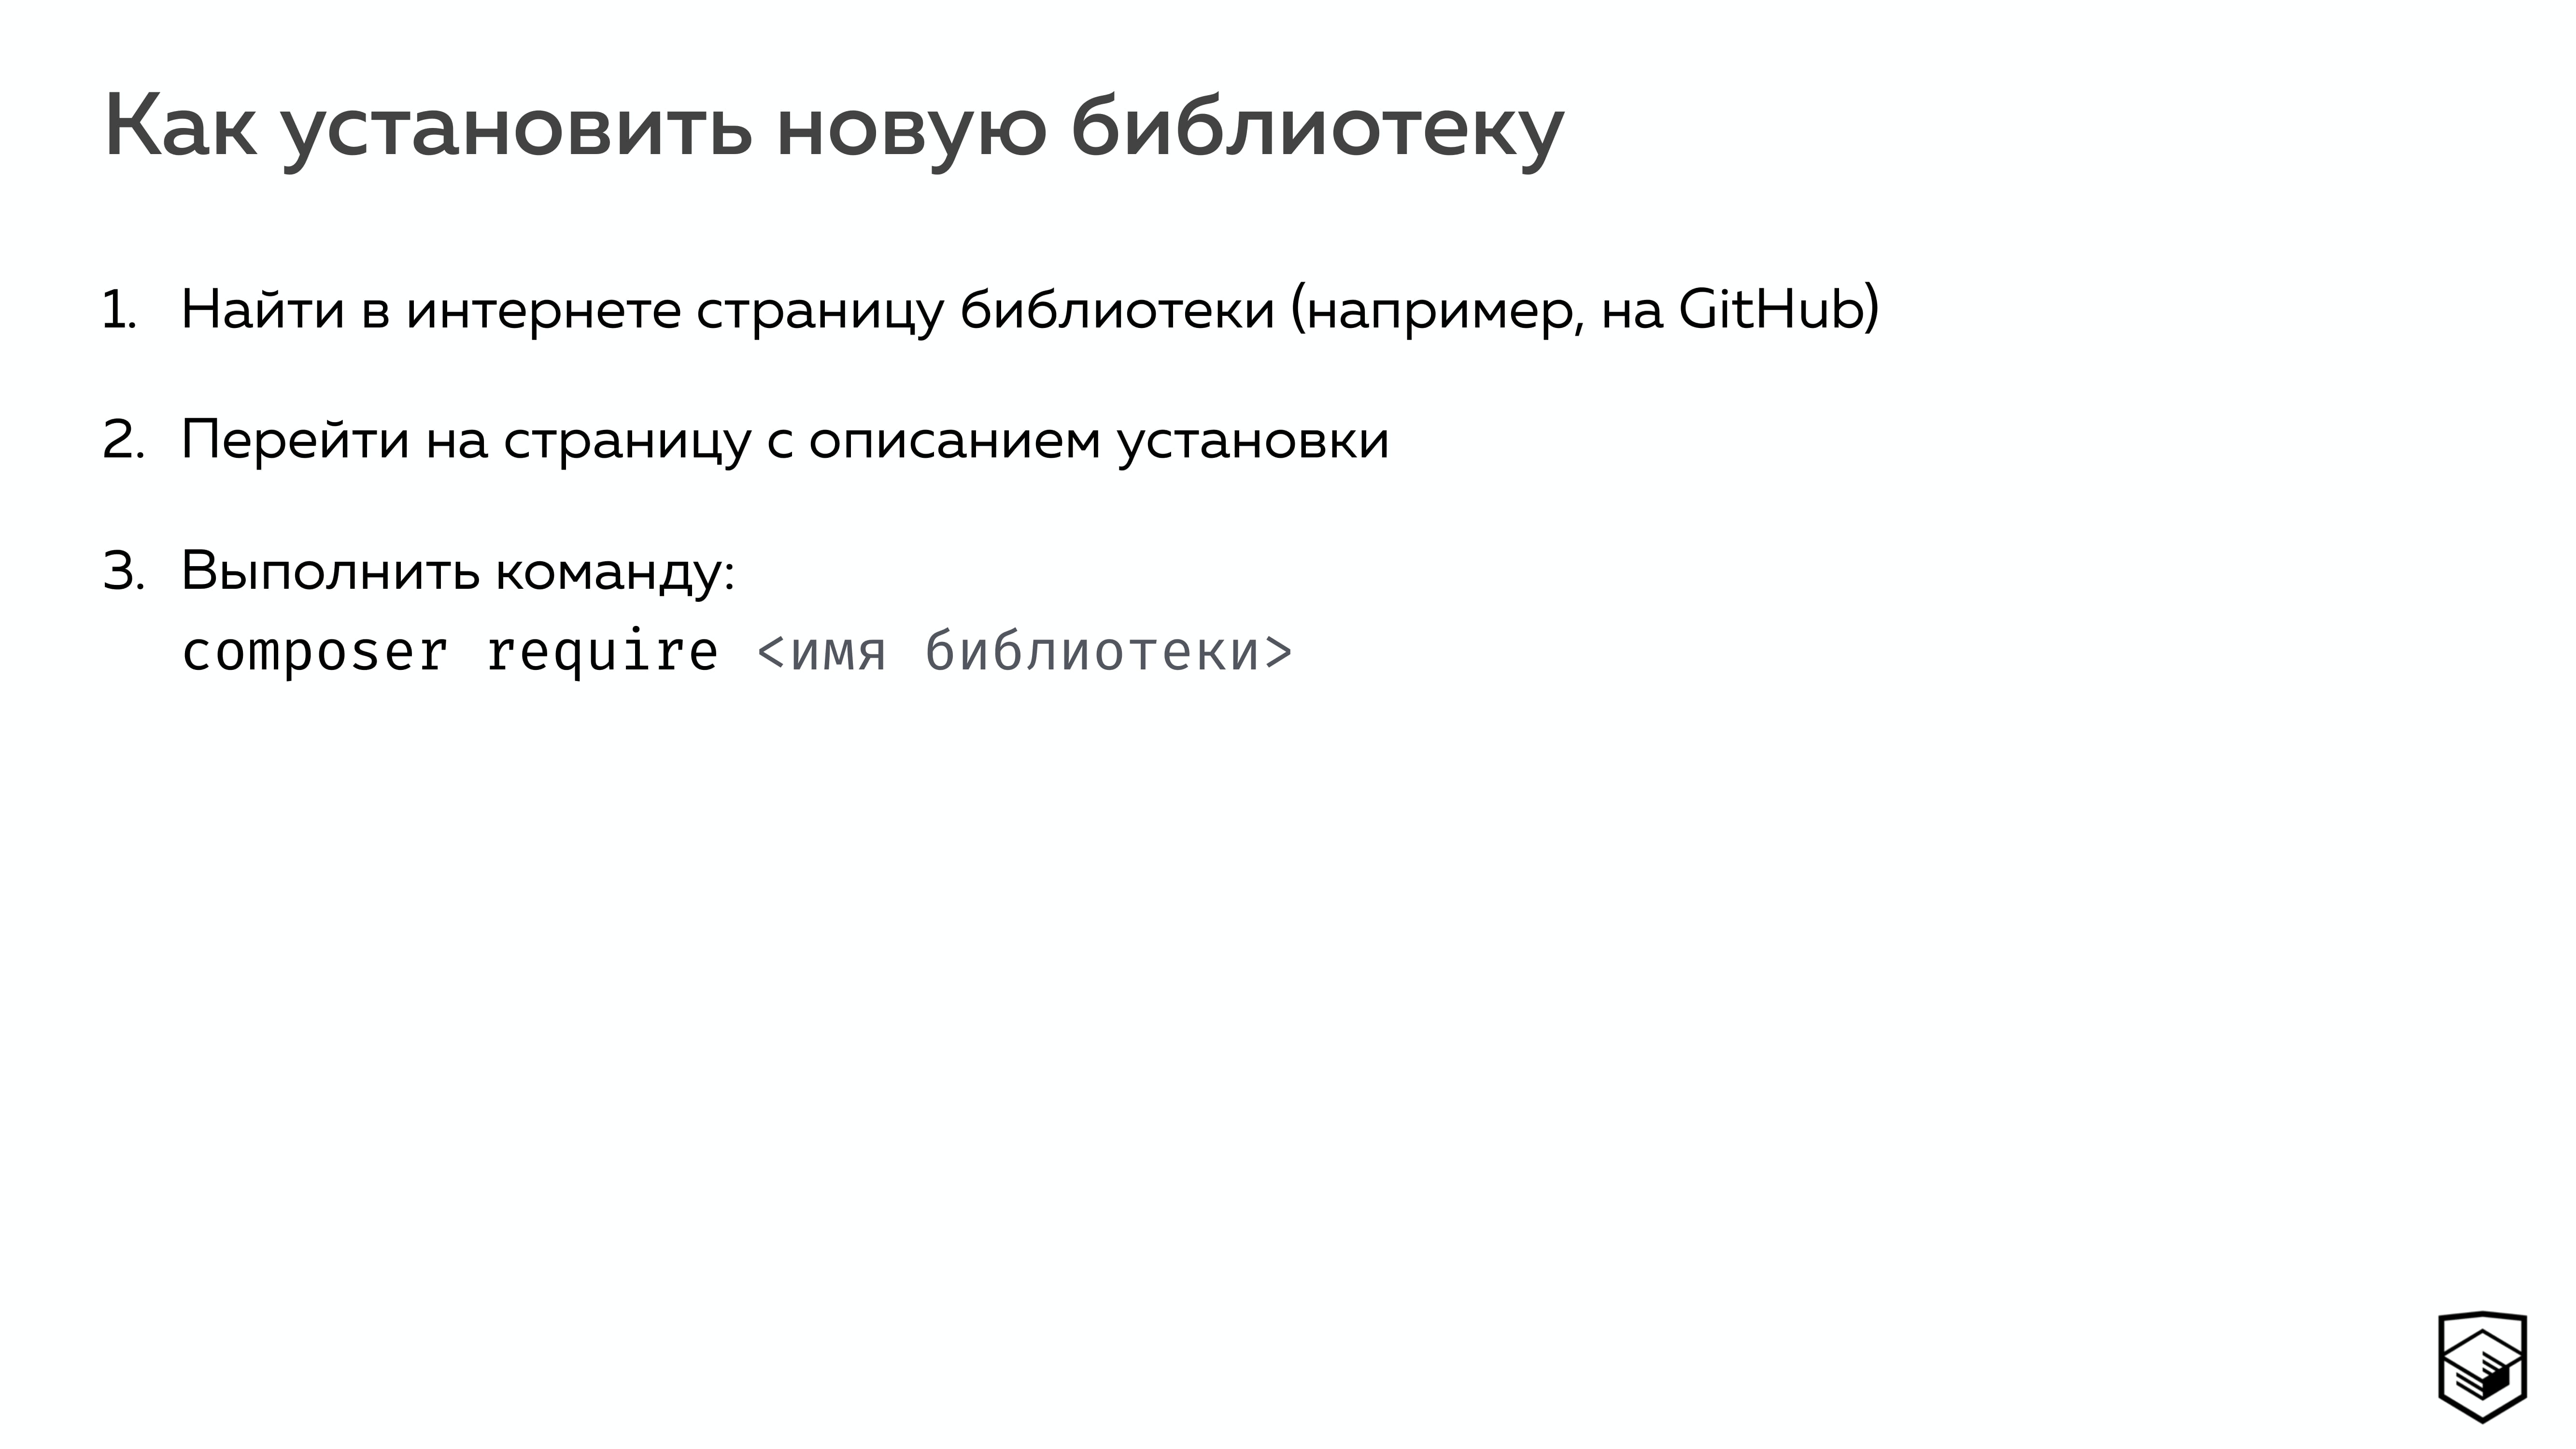 Как установить новую библиотеку
1. Найти в интернете страницу библиотеки (например, на GitHub)
2. Перейти на страницу с описанием установки
3. Выполнить команду:
composer require <имя библиотеки>